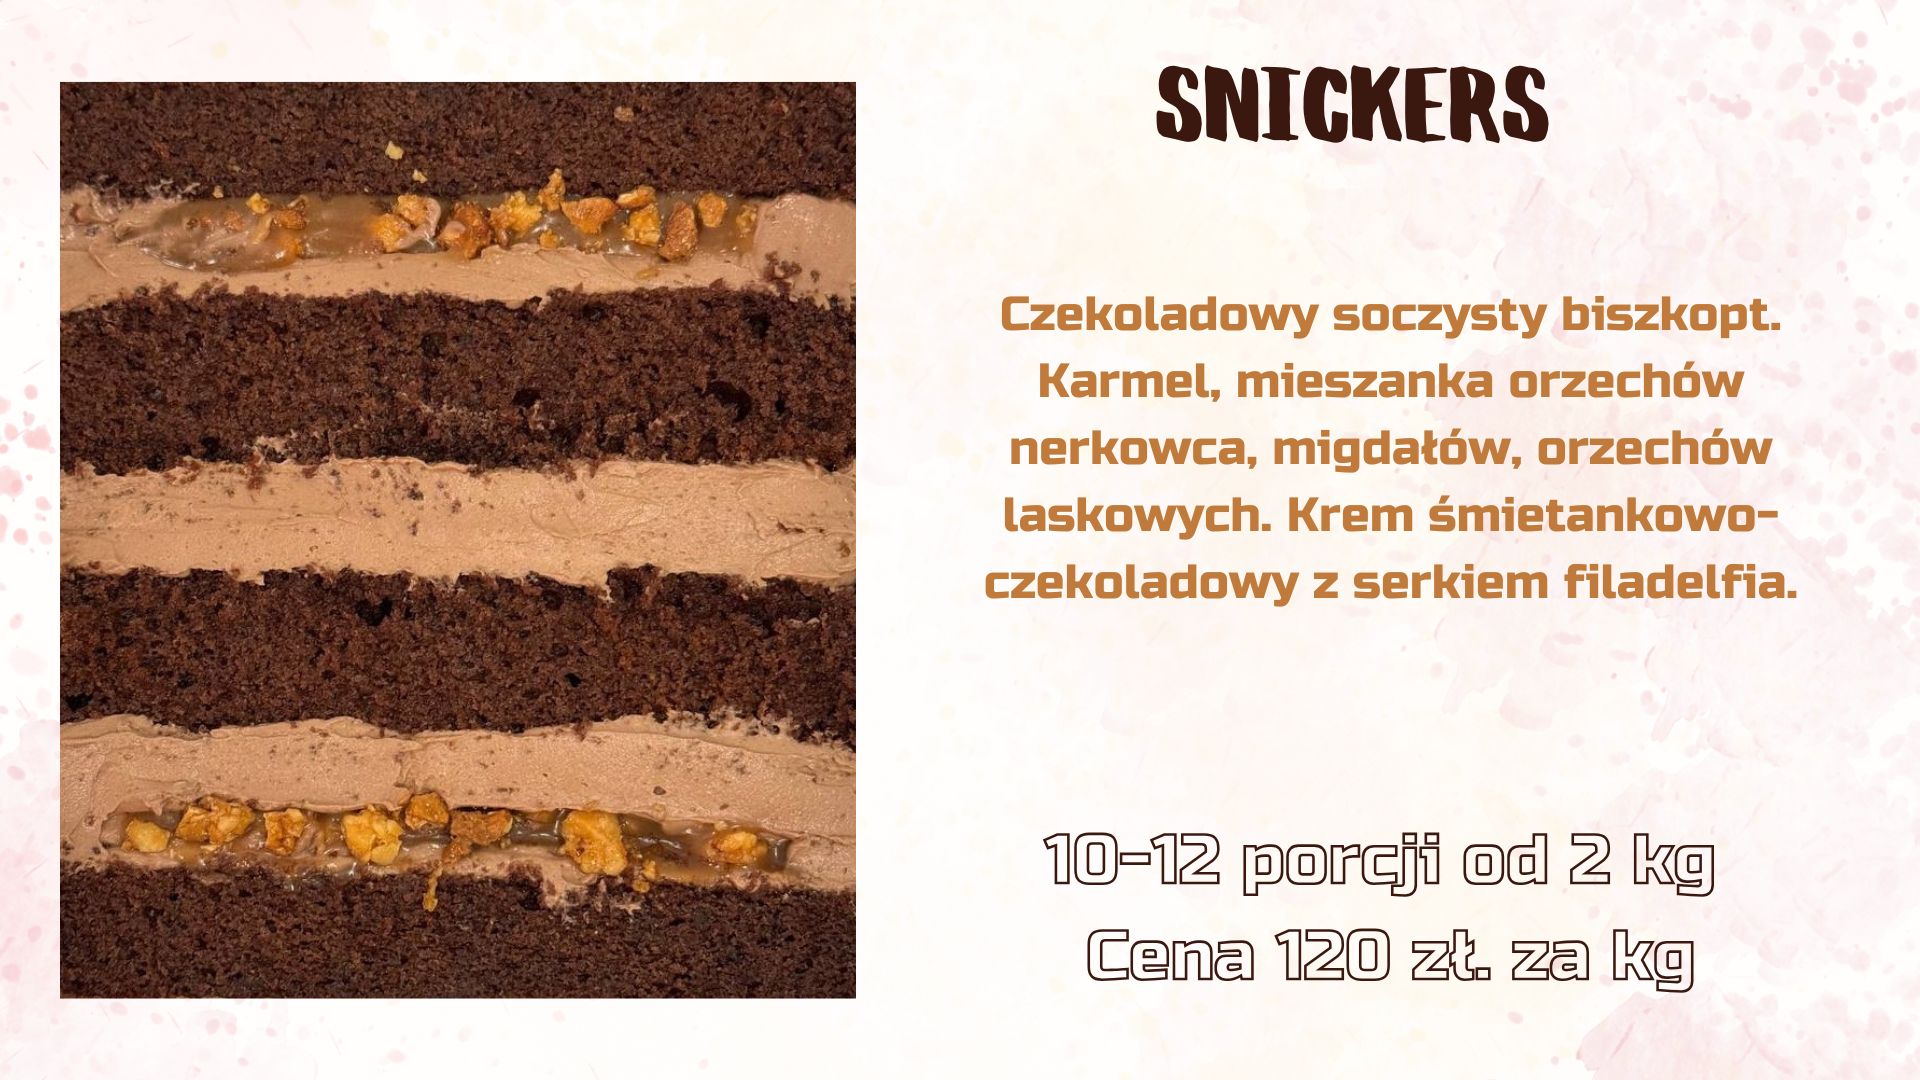 SNICKERS
Czekoladowy soczysty biszkopt.
Karmel, mieszanka orzechów
nerkowca, migdałów, orzechów
laskowych. Krem śmietankowo-
czekoladowy z serkiem filadelfia.
10-12 porcji od 2 kg
Cena 120 zł. za kg